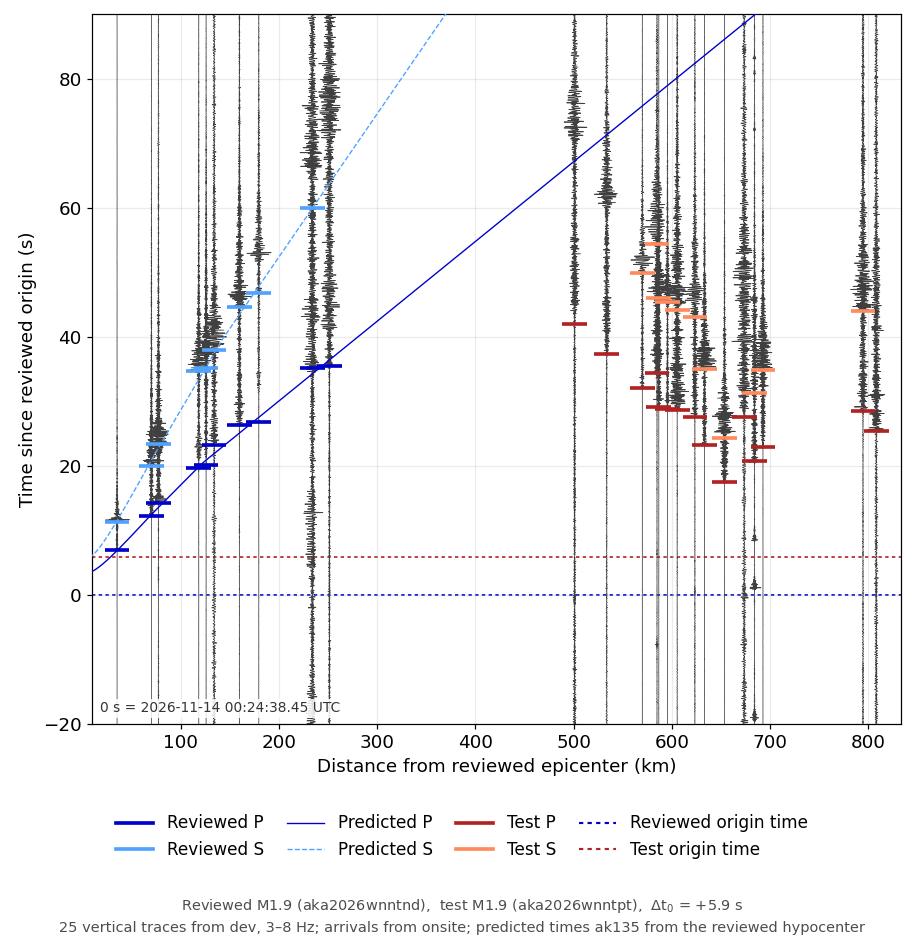 80
60
40
20
0
−20
Time since reviewed origin (s)
0 s = 2026-11-14 00:24:38.45 UTC
100 200 300 400 500 600 700 800
Distance from reviewed epicenter (km)
Reviewed P Predicted P Test P Reviewed origin time
Reviewed S Predicted S Test S Test origin time
Reviewed M1.9 (aka2026wnntnd), test M1.9 (aka2026wnntpt), Δt₀ = +5.9 s
25 vertical traces from dev, 3–8 Hz; arrivals from onsite; predicted times ak135 from the reviewed hypocenter